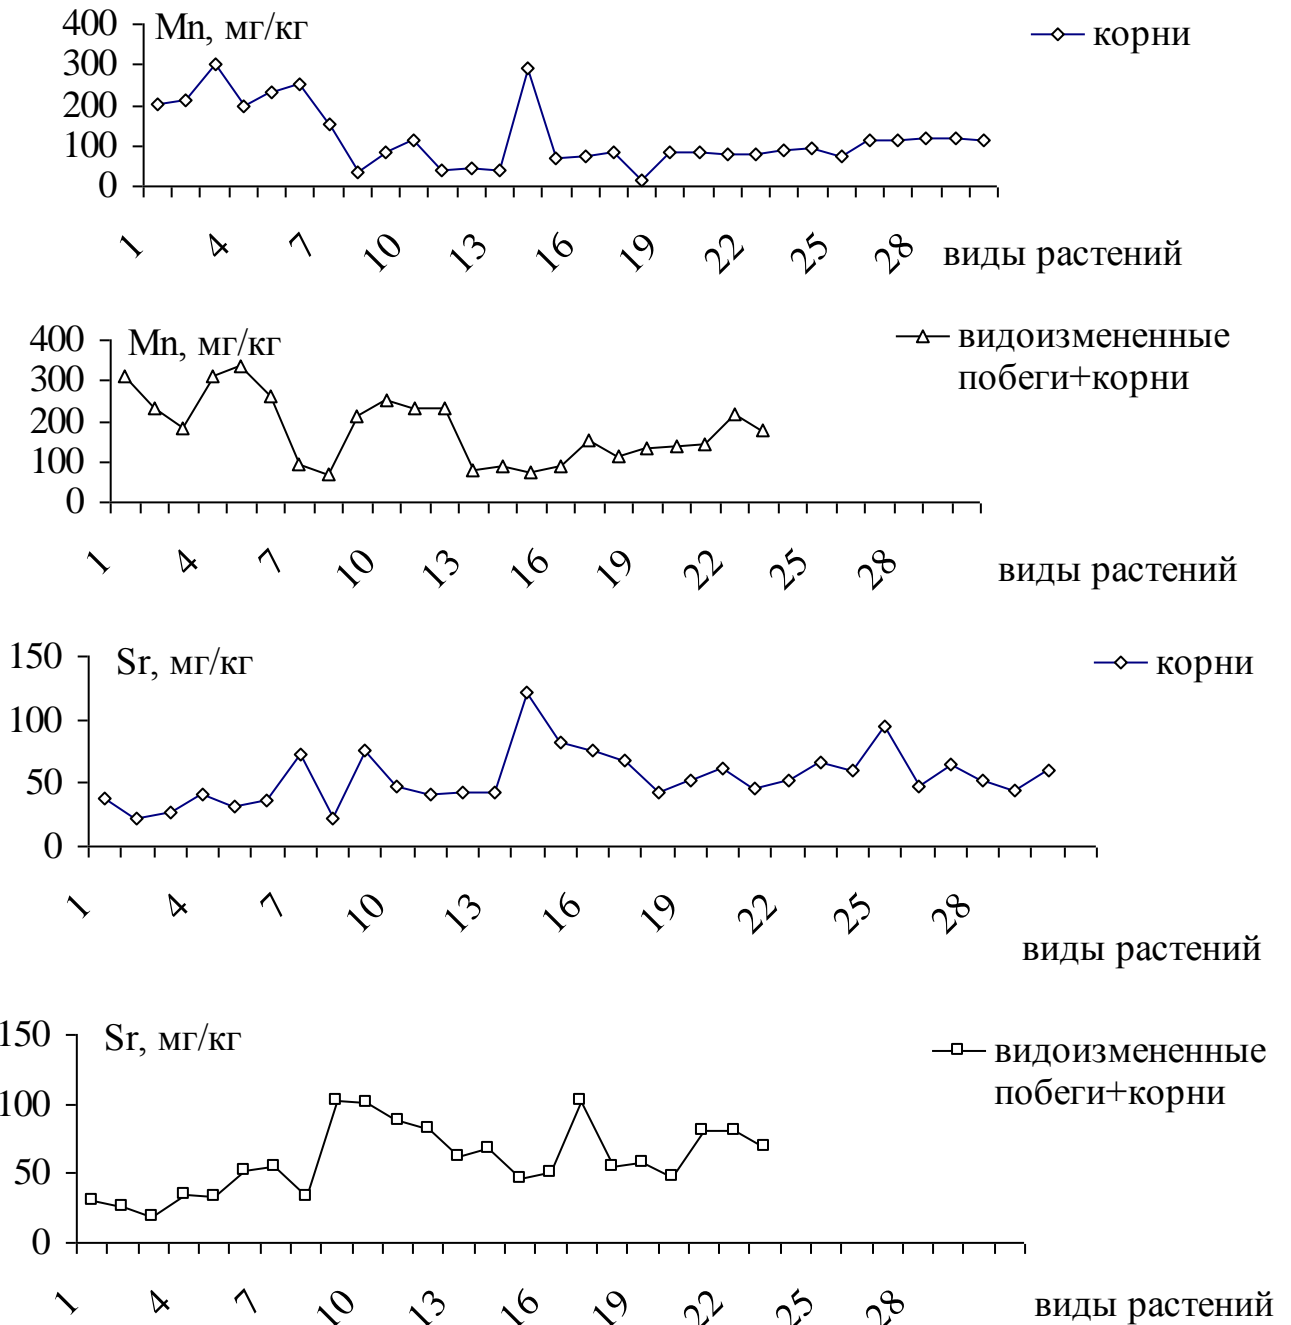 400 Mn, мг/кг
корни
300
200
100
0
1 4 7 10 13 16 19 22 25 28
виды растений
400 Mn, мг/кг
видоизмененные
побеги+корни
300
200
100
0
1 4 7 10 13 16 19 22 25 28
виды растений
150 Sr, мг/кг
корни
100
50
0
1 4 7 10 13 16 19 22 25 28
виды растений
150 Sr, мг/кг
видоизмененные
побеги+корни
100
50
0
1 4 7 10 13 16 19 22 25 28
виды растений